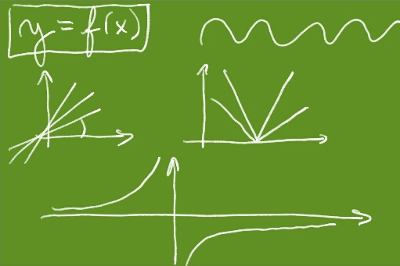 y = f(x)